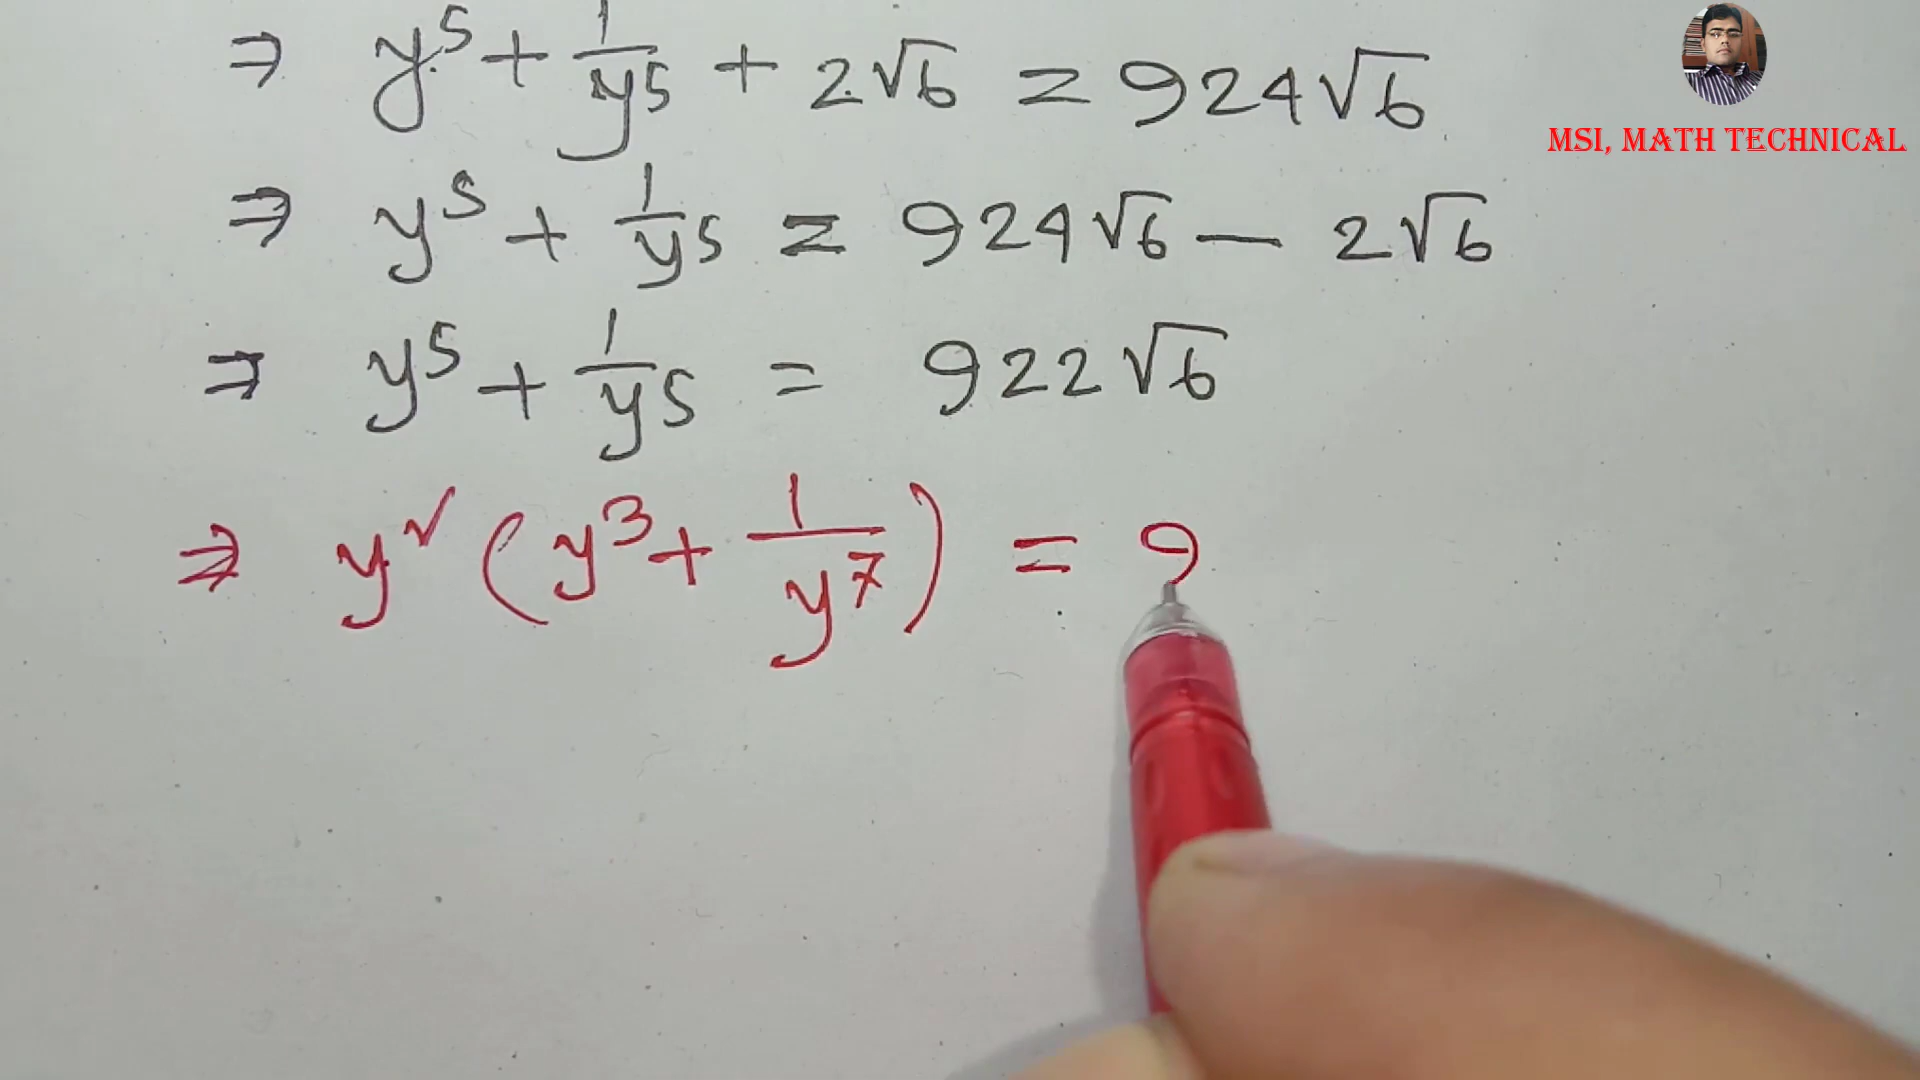 ⇒ y⁵ + 1/y⁵ + 2√6 = 924√6
MSI, MATH TECHNICAL
⇒ y⁵ + 1/y⁵ = 924√6 − 2√6
⇒ y⁵ + 1/y⁵ = 922√6
⇒ y² (y³ + 1/y⁷) = 9